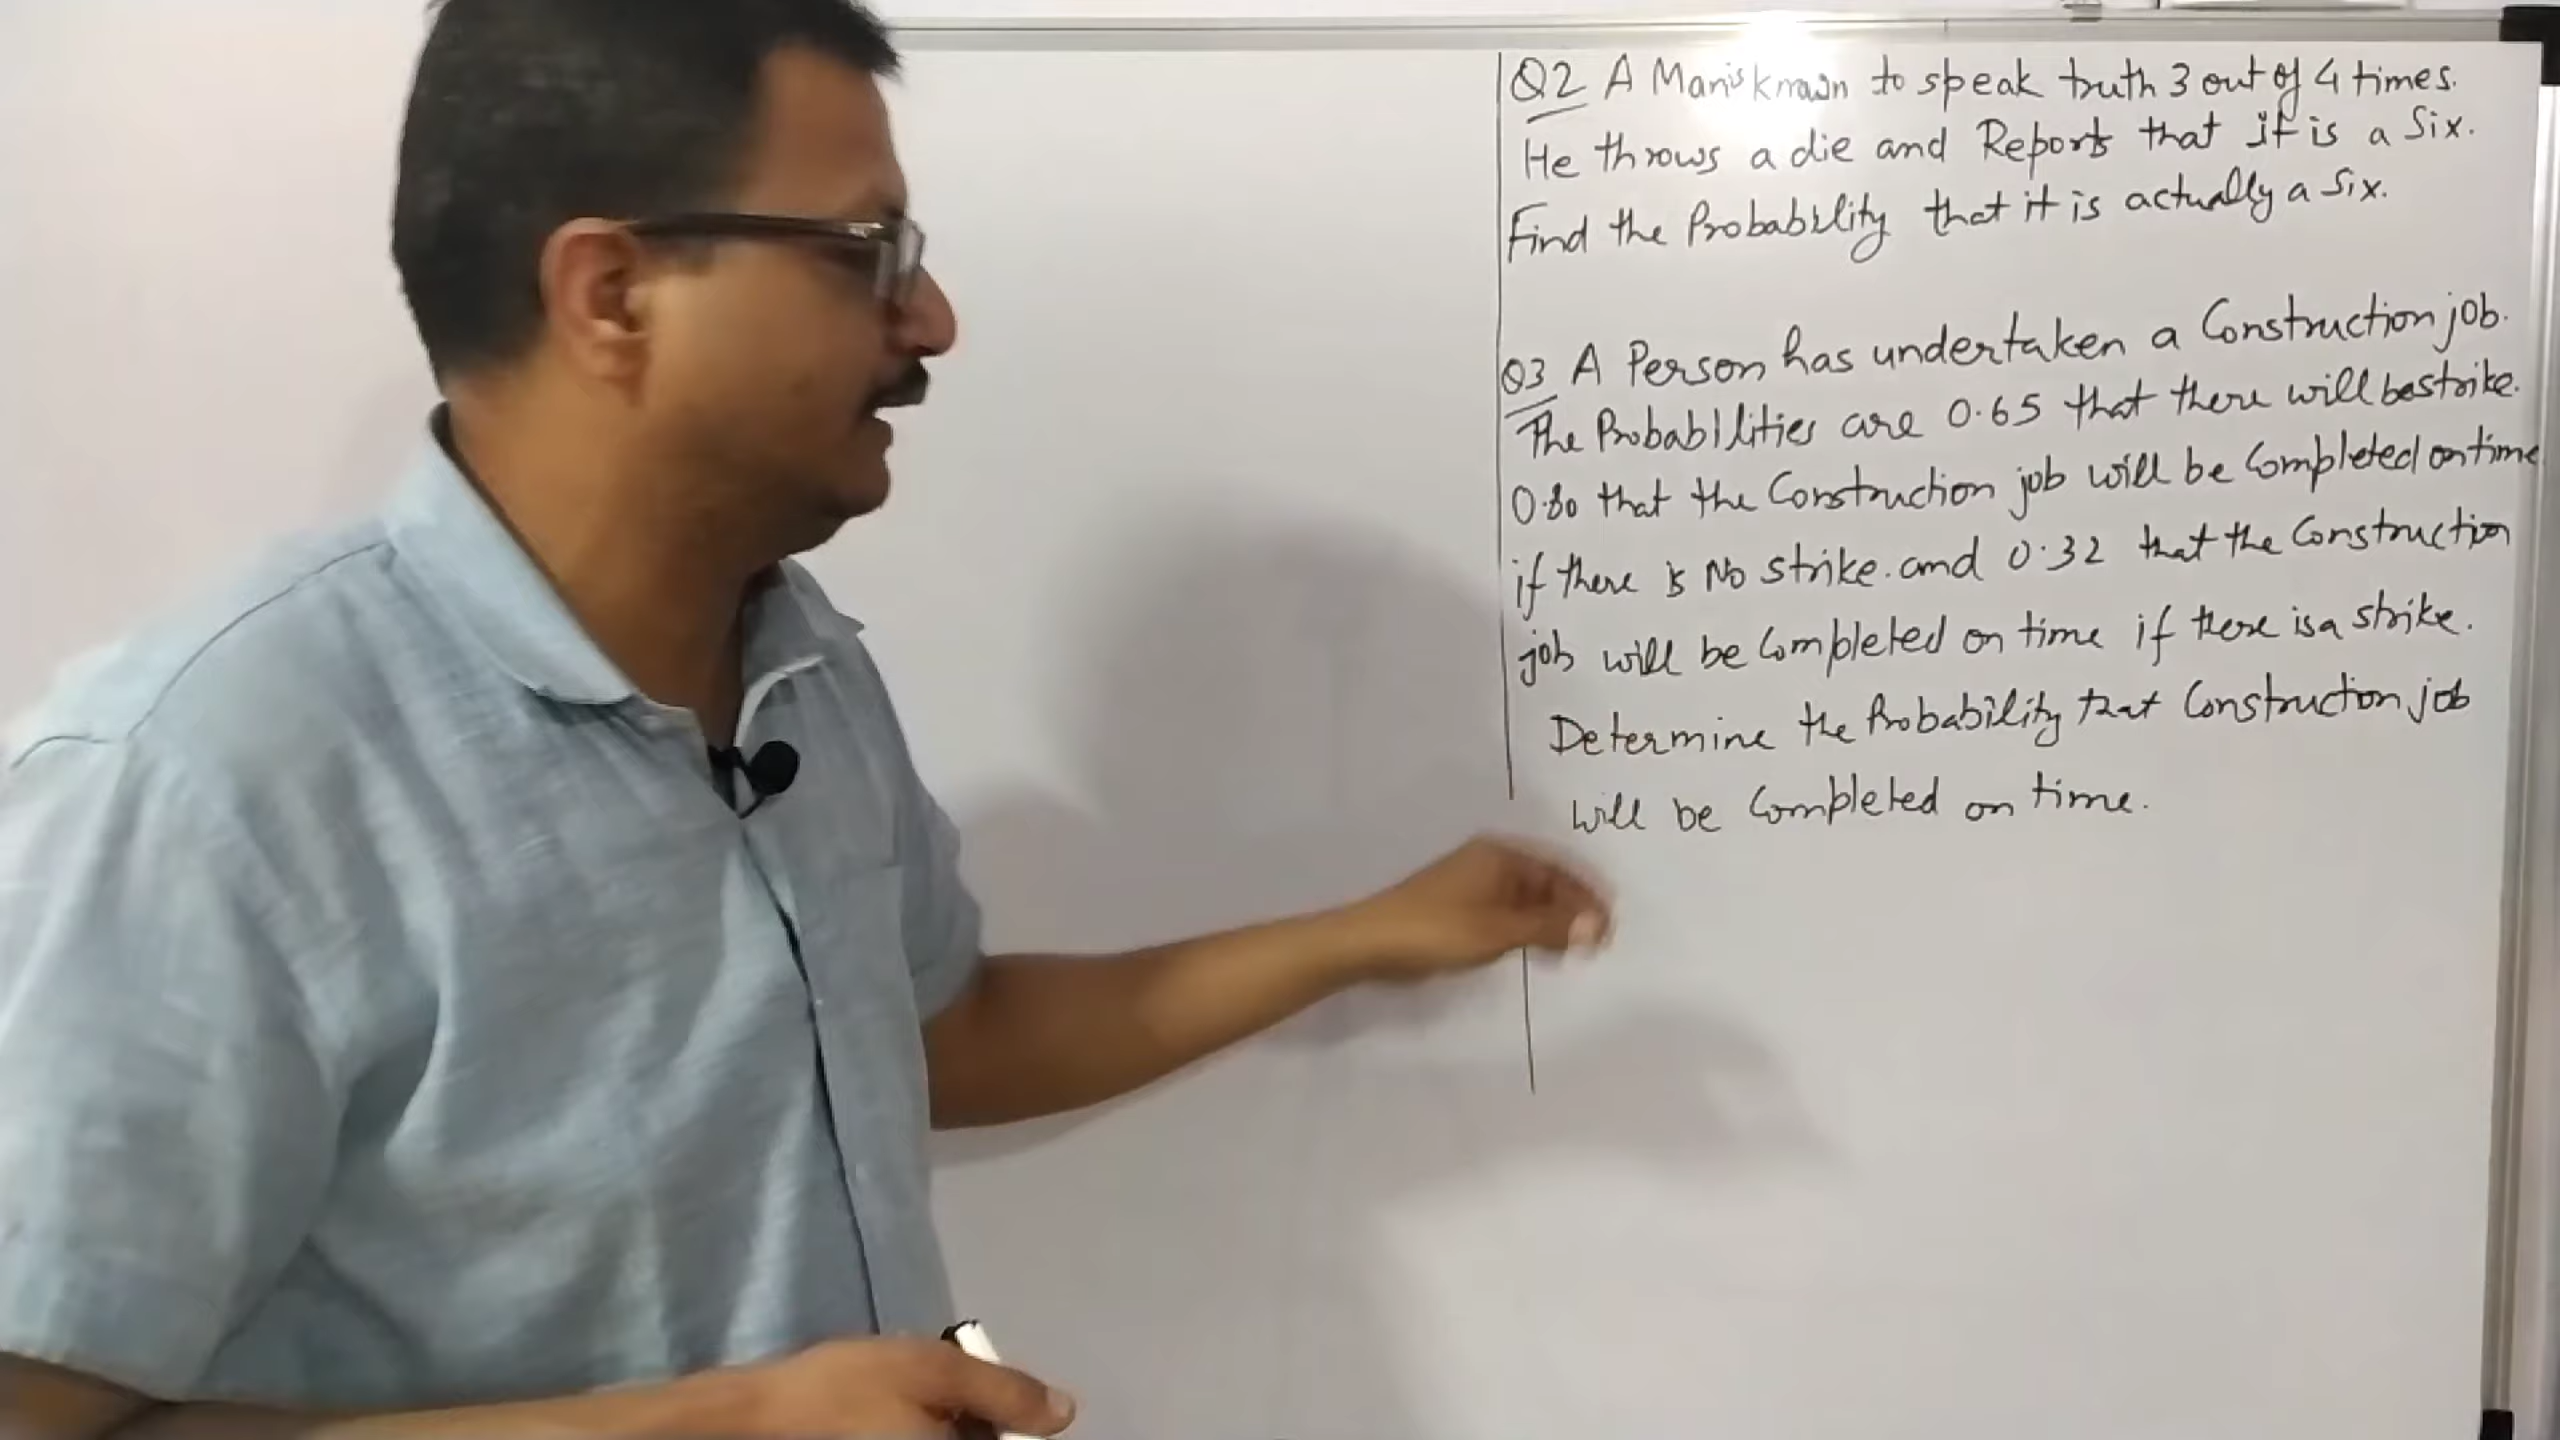 Q2 A Man is known to speak truth 3 out of 4 times.
He throws a die and Reports that it is a Six.
Find the Probability that it is actually a Six.
Q3 A Person has undertaken a Construction job.
The Probabilities are 0.65 that there will be strike.
0.80 that the Construction job will be Completed on time
if there is No strike. and 0.32 that the Construction
job will be Completed on time if there is a strike.
Determine the Probability that Construction job
will be Completed on time.